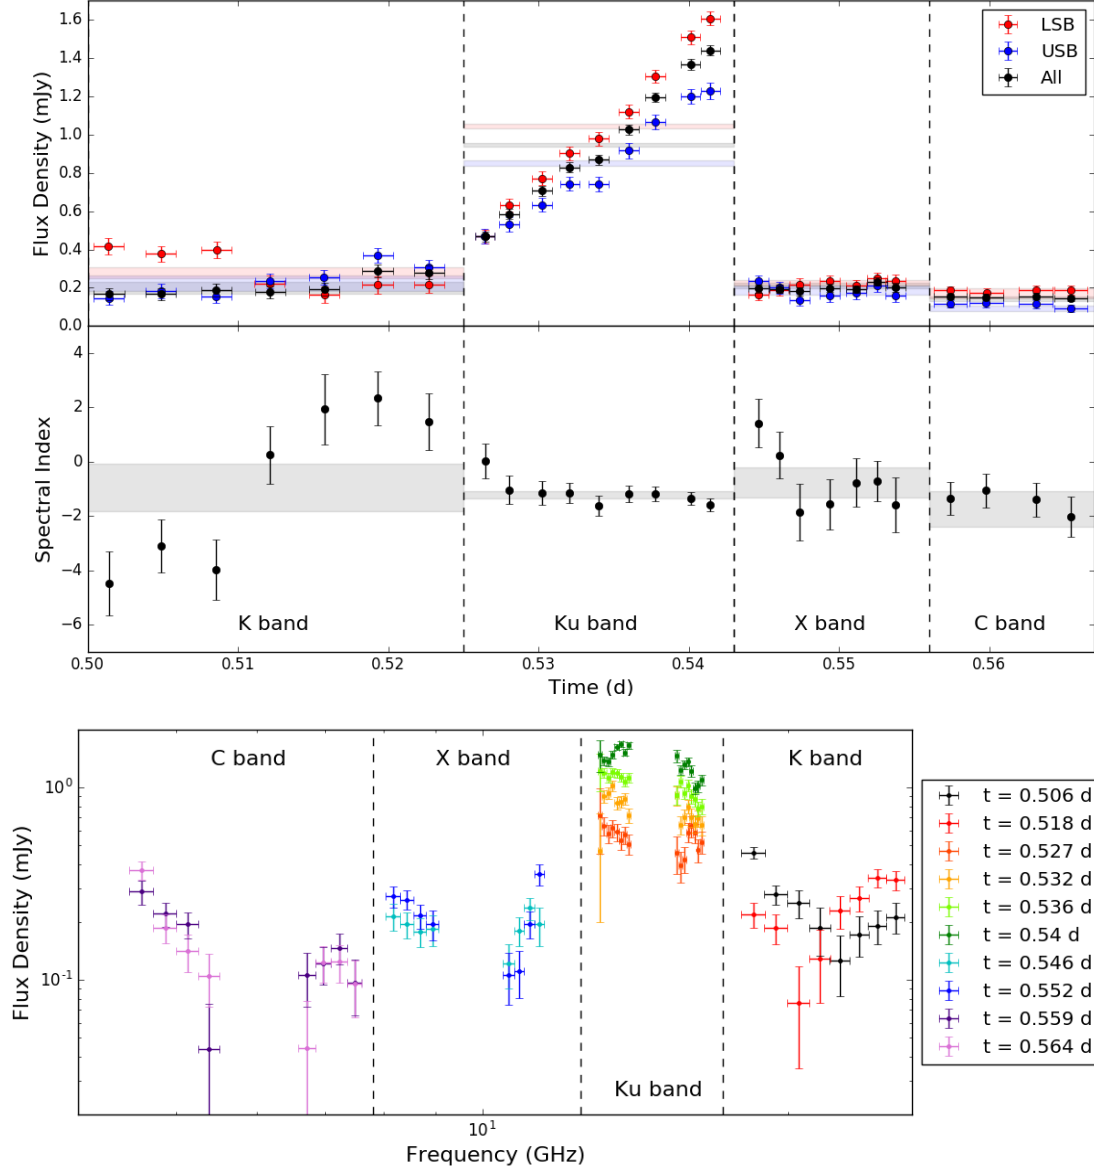 1.6
1.4
1.2
1.0
0.8
0.6
0.4
0.2
0.0
Flux Density (mJy)
LSB
USB
All
4
2
0
−2
−4
−6
Spectral Index
K band
Ku band
X band
C band
0.50
0.51
0.52
0.53
0.54
0.55
0.56
Time (d)
C band
X band
K band
Ku band
10⁰
10⁻¹
Flux Density (mJy)
10¹
Frequency (GHz)
t = 0.506 d
t = 0.518 d
t = 0.527 d
t = 0.532 d
t = 0.536 d
t = 0.54 d
t = 0.546 d
t = 0.552 d
t = 0.559 d
t = 0.564 d